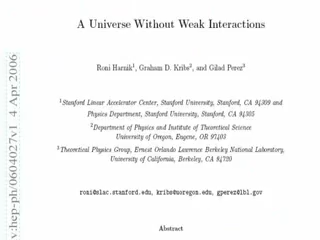 A Universe Without Weak Interactions
Roni Harnik1, Graham D. Kribs2, and Gilad Perez3
1Stanford Linear Accelerator Center, Stanford University, Stanford, CA 94309 and
Physics Department, Stanford University, Stanford, CA 94305
2Department of Physics and Institute of Theoretical Science
University of Oregon, Eugene, OR 97403
3Theoretical Physics Group, Ernest Orlando Lawrence Berkeley National Laboratory,
University of California, Berkeley, CA 94720
roni@slac.stanford.edu, kribs@uoregon.edu, gperez@lbl.gov
Abstract
v:hep-ph/0604027v1 4 Apr 2006